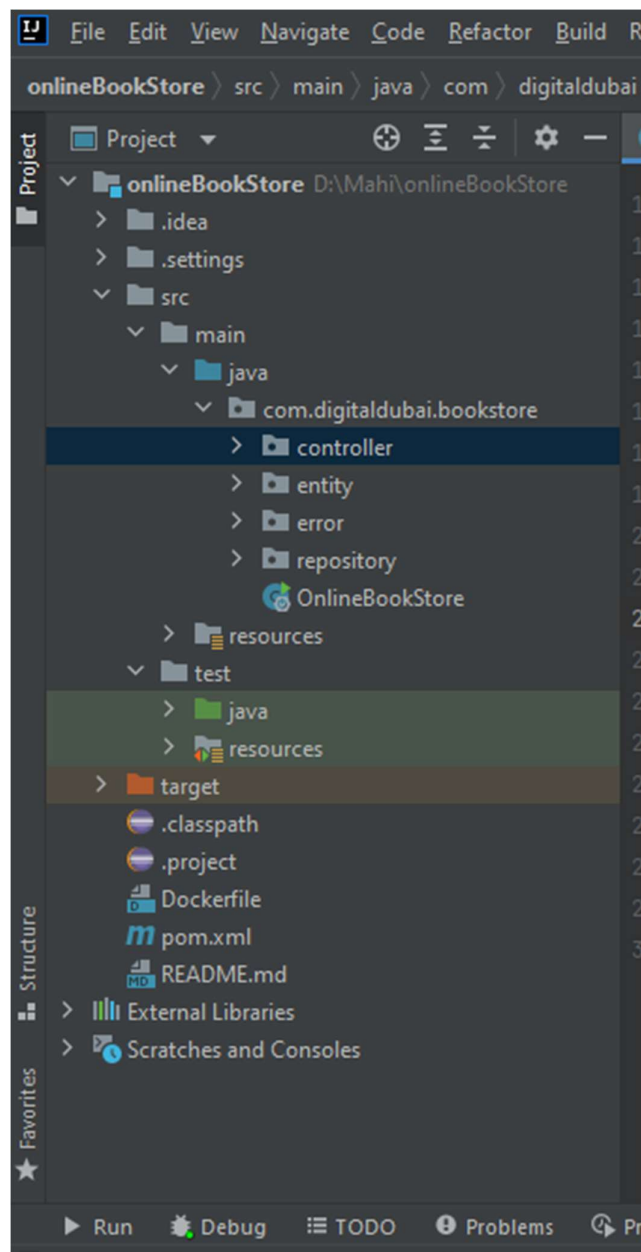 IJ File Edit View Navigate Code Refactor Build R
onlineBookStore src main java com digitaldubai
Project
Project
onlineBookStore D:\Mahi\onlineBookStore
.idea
.settings
src
main
java
com.digitaldubai.bookstore
controller
entity
error
repository
OnlineBookStore
resources
test
java
resources
target
.classpath
.project
Dockerfile
pom.xml
README.md
External Libraries
Scratches and Consoles
Structure
Favorites
Run Debug TODO Problems Pr